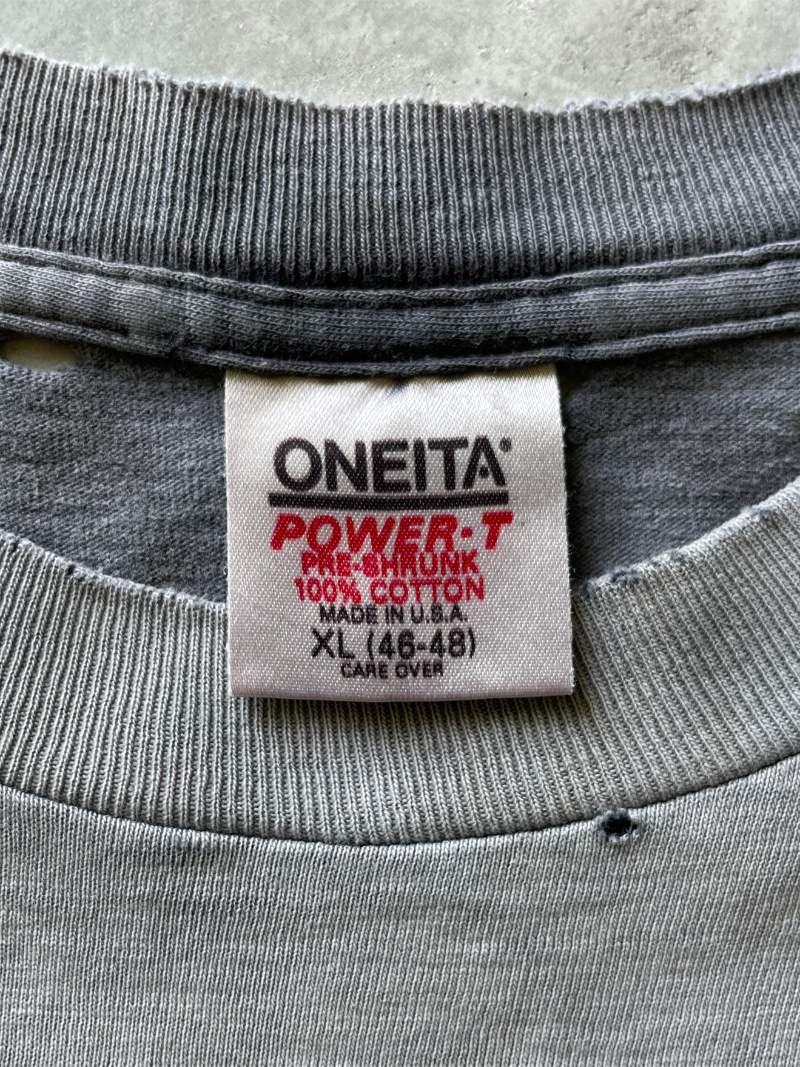 ONEITA®
POWER-T
PRE-SHRUNK
100% COTTON
MADE IN U.S.A.
XL (46-48)
CARE OVER